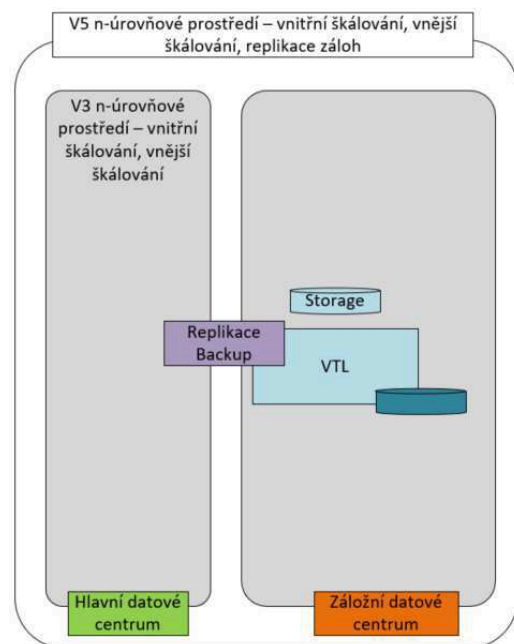 V5 n-úrovňové prostředí – vnitřní škálování, vnější
škálování, replikace záloh
V3 n-úrovňové
prostředí – vnitřní
škálování, vnější
škálování
Storage
Replikace
Backup
VTL
Hlavní datové
centrum
Záložní datové
centrum